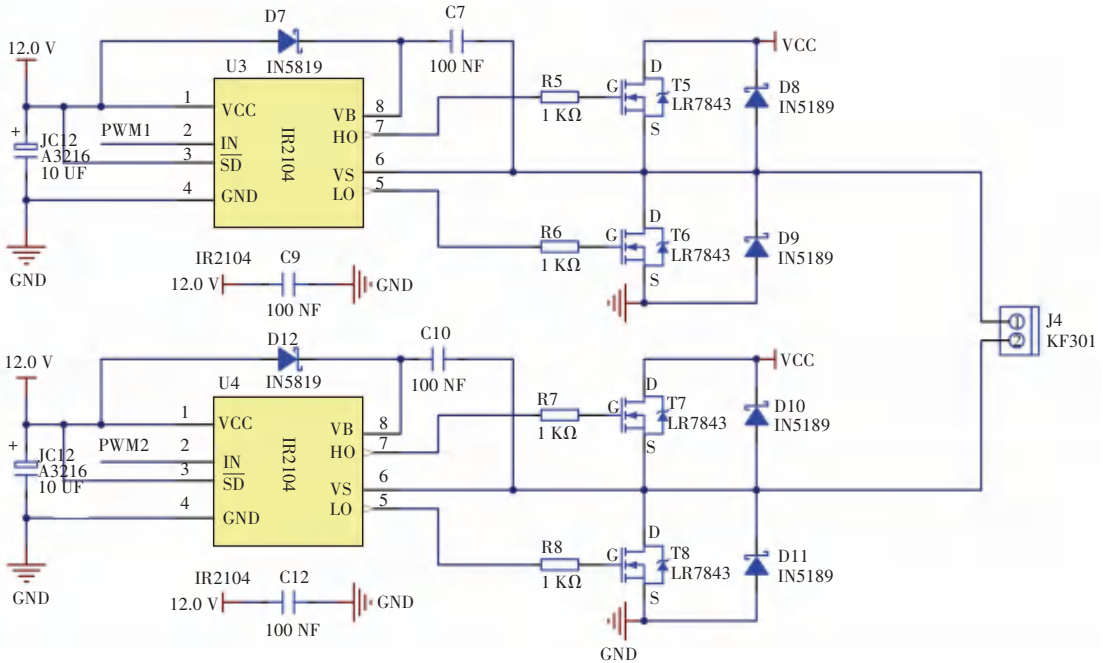 D7
C7
12.0 V
IN5819
100 NF
VCC
U3
D
G
T5
LR7843
S
D8
IN5189
R5
1 KΩ
1
VCC
VB
8
HO
7
PWM1
2
IN
IR2104
3
SD
VS
6
LO
5
4
GND
+
JC12
A3216
10 UF
GND
R6
1 KΩ
D
G
T6
LR7843
S
D9
IN5189
IR2104
C9
12.0 V
GND
100 NF
1
2
J4
KF301
D12
C10
12.0 V
IN5819
100 NF
VCC
U4
D
G
T7
LR7843
S
D10
IN5189
R7
1 KΩ
1
VCC
VB
8
HO
7
PWM2
2
IN
IR2104
3
SD
VS
6
LO
5
4
GND
+
JC12
A3216
10 UF
GND
R8
1 KΩ
D
G
T8
LR7843
S
D11
IN5189
IR2104
C12
12.0 V
GND
100 NF
GND